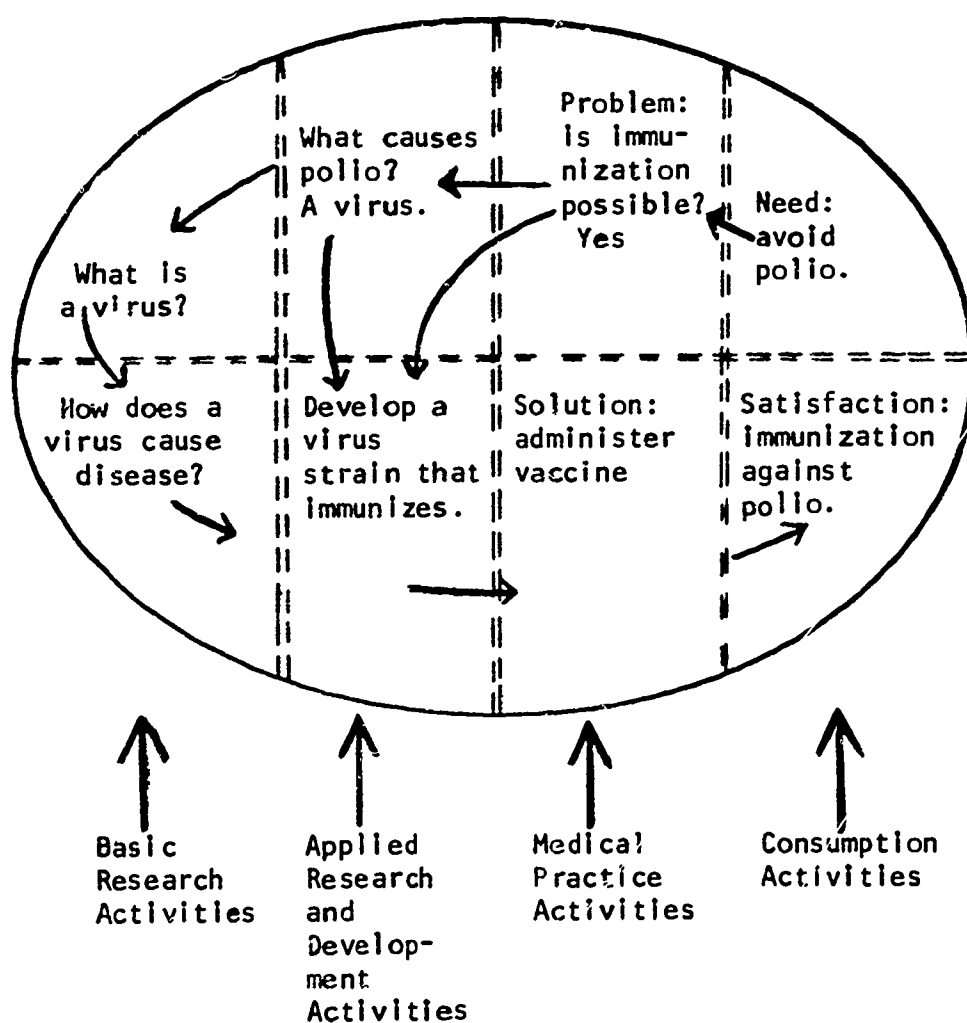 What causes
polio?
A virus.
Problem:
is immu-
nization
possible?
Yes
Need:
avoid
polio.
What is
a virus?
How does a
virus cause
disease?
Develop a
virus
strain that
immunizes.
Solution:
administer
vaccine
Satisfaction:
immunization
against
polio.
Basic
Research
Activities
Applied
Research
and
Develop-
ment
Activities
Medical
Practice
Activities
Consumption
Activities